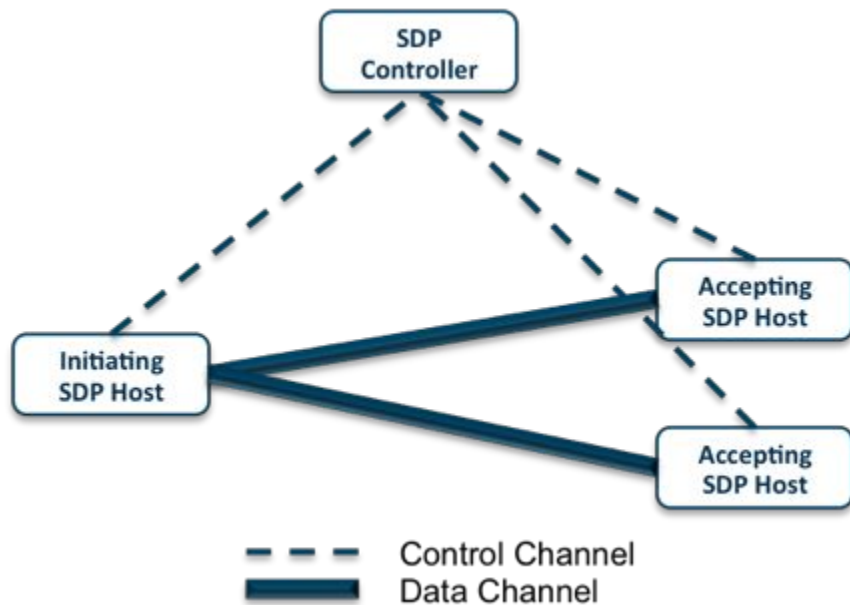 SDP
Controller
Accepting
SDP Host
Initiating
SDP Host
Accepting
SDP Host
Control Channel
Data Channel